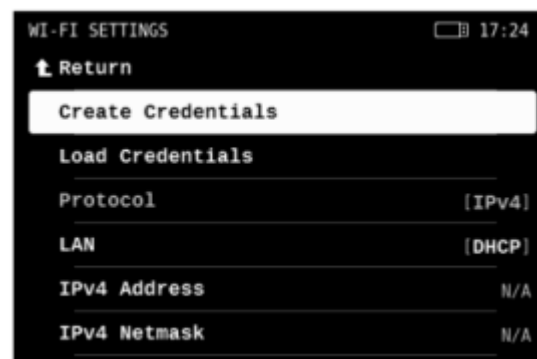 WI-FI SETTINGS 17:24
Return
Create Credentials
Load Credentials
Protocol [IPv4]
LAN [DHCP]
IPv4 Address N/A
IPv4 Netmask N/A